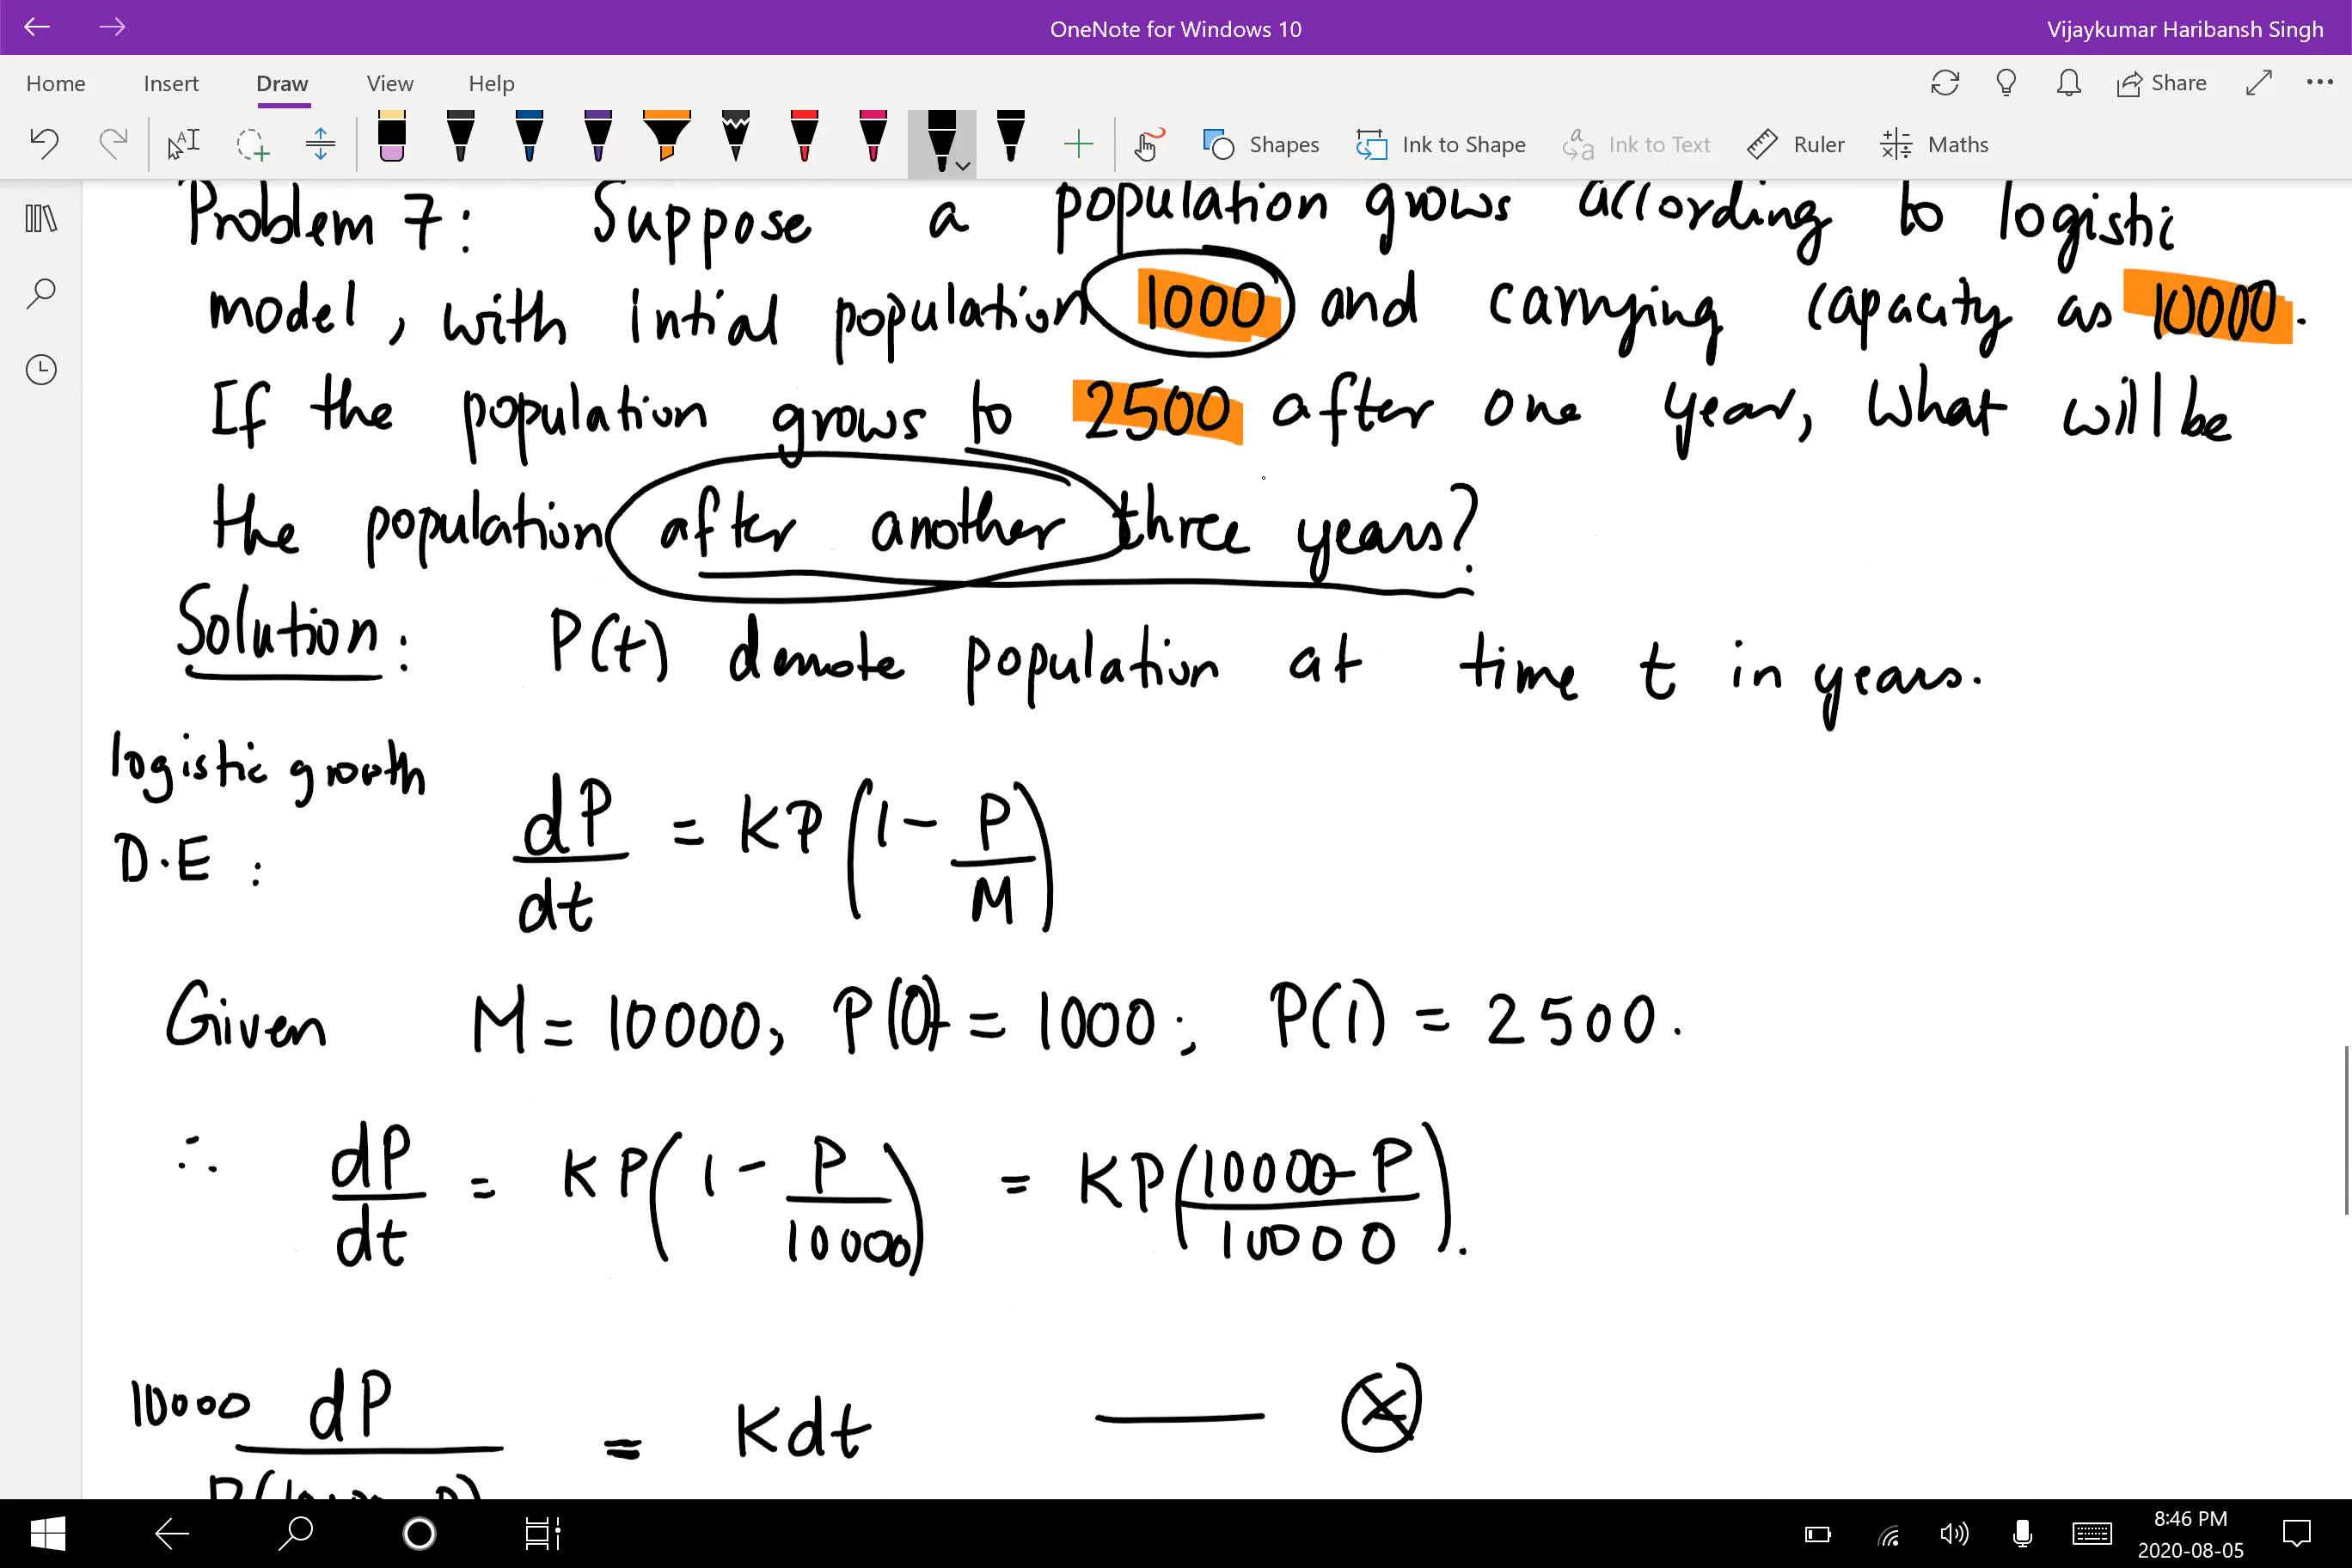 OneNote for Windows 10
Vijaykumar Haribansh Singh
Home Insert Draw View Help
Share
Shapes Ink to Shape Ink to Text Ruler Maths
Problem 7: Suppose a population grows according to logistic
model, with Intial population 1000 and carrying capacity as 10000.
If the population grows to 2500 after one year, What will be
the population after another three years?
Solution: P(t) denote population at time t in years.
logistic growth
D.E : dP/dt = KP(1 - P/M)
Given M = 10000, P(0) = 1000; P(1) = 2500.
∴ dP/dt = KP(1 - P/10000) = KP(10000-P/10000).
10000 dP = Kdt —— ⊗
8:46 PM
2020-08-05